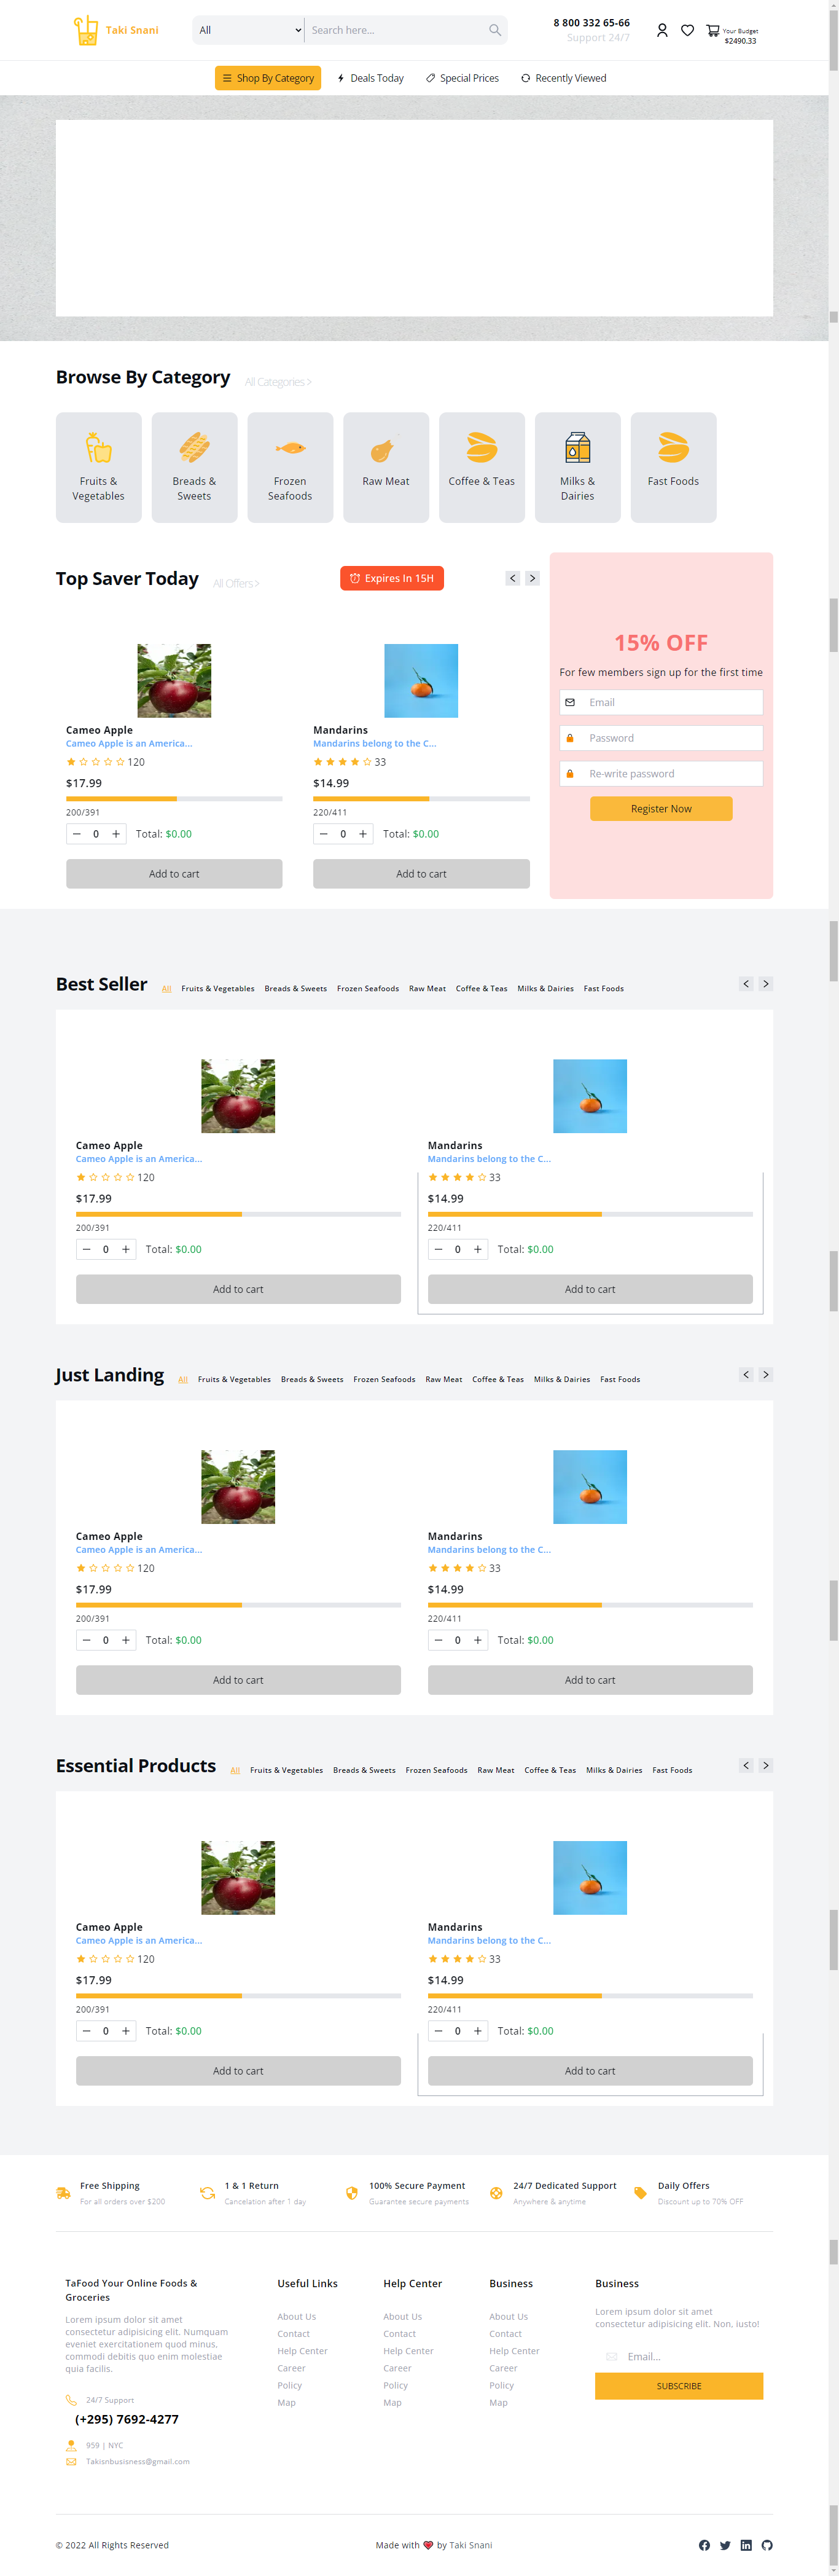 Taki Snani
All
Search here...
8 800 332 65-66
Support 24/7
Your Budget
$2490.33
Shop By Category
Deals Today
Special Prices
Recently Viewed
Browse By Category
All Categories >
Fruits &
Vegetables
Breads &
Sweets
Frozen
Seafoods
Raw Meat
Coffee & Teas
Milks &
Dairies
Fast Foods
Top Saver Today
All Offers >
Expires In 15H
Cameo Apple
Cameo Apple is an America...
120
$17.99
200/391
0
Total: $0.00
Add to cart
Mandarins
Mandarins belong to the C...
33
$14.99
220/411
0
Total: $0.00
Add to cart
15% OFF
For few members sign up for the first time
Email
Password
Re-write password
Register Now
Best Seller
All Fruits & Vegetables Breads & Sweets Frozen Seafoods Raw Meat Coffee & Teas Milks & Dairies Fast Foods
Cameo Apple
Cameo Apple is an America...
120
$17.99
200/391
0
Total: $0.00
Add to cart
Mandarins
Mandarins belong to the C...
33
$14.99
220/411
0
Total: $0.00
Add to cart
Just Landing
All Fruits & Vegetables Breads & Sweets Frozen Seafoods Raw Meat Coffee & Teas Milks & Dairies Fast Foods
Cameo Apple
Cameo Apple is an America...
120
$17.99
200/391
0
Total: $0.00
Add to cart
Mandarins
Mandarins belong to the C...
33
$14.99
220/411
0
Total: $0.00
Add to cart
Essential Products
All Fruits & Vegetables Breads & Sweets Frozen Seafoods Raw Meat Coffee & Teas Milks & Dairies Fast Foods
Cameo Apple
Cameo Apple is an America...
120
$17.99
200/391
0
Total: $0.00
Add to cart
Mandarins
Mandarins belong to the C...
33
$14.99
220/411
0
Total: $0.00
Add to cart
Free Shipping
For all orders over $200
1 & 1 Return
Cancelation after 1 day
100% Secure Payment
Guarantee secure payments
24/7 Dedicated Support
Anywhere & anytime
Daily Offers
Discount up to 70% OFF
TaFood Your Online Foods &
Groceries
Lorem ipsum dolor sit amet
consectetur adipisicing elit. Numquam
eveniet exercitationem quod minus,
commodi debitis quo enim molestiae
quia facilis.
24/7 Support
(+295) 7692-4277
959 | NYC
Takisnbusisness@gmail.com
Useful Links
About Us
Contact
Help Center
Career
Policy
Map
Help Center
About Us
Contact
Help Center
Career
Policy
Map
Business
About Us
Contact
Help Center
Career
Policy
Map
Business
Lorem ipsum dolor sit amet
consectetur adipisicing elit. Non, iusto!
Email...
SUBSCRIBE
© 2022 All Rights Reserved
Made with ❤ by Taki Snani